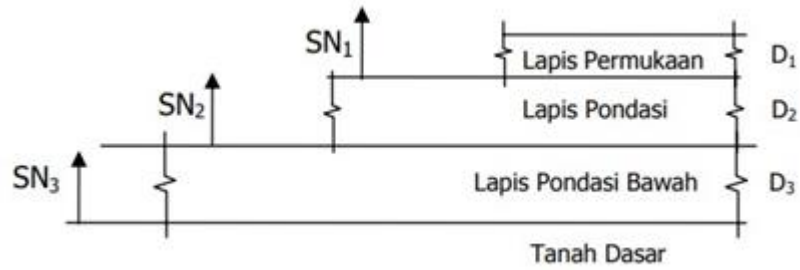 SN₁ Lapis Permukaan D₁
SN₂ Lapis Pondasi D₂
SN₃ Lapis Pondasi Bawah D₃
Tanah Dasar